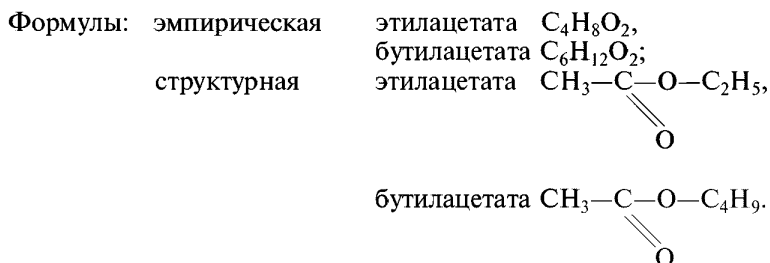 Формулы: эмпирическая этилацетата C₄H₈O₂,
бутилацетата C₆H₁₂O₂;
структурная этилацетата CH₃—C—O—C₂H₅,
O
бутилацетата CH₃—C—O—C₄H₉.
O